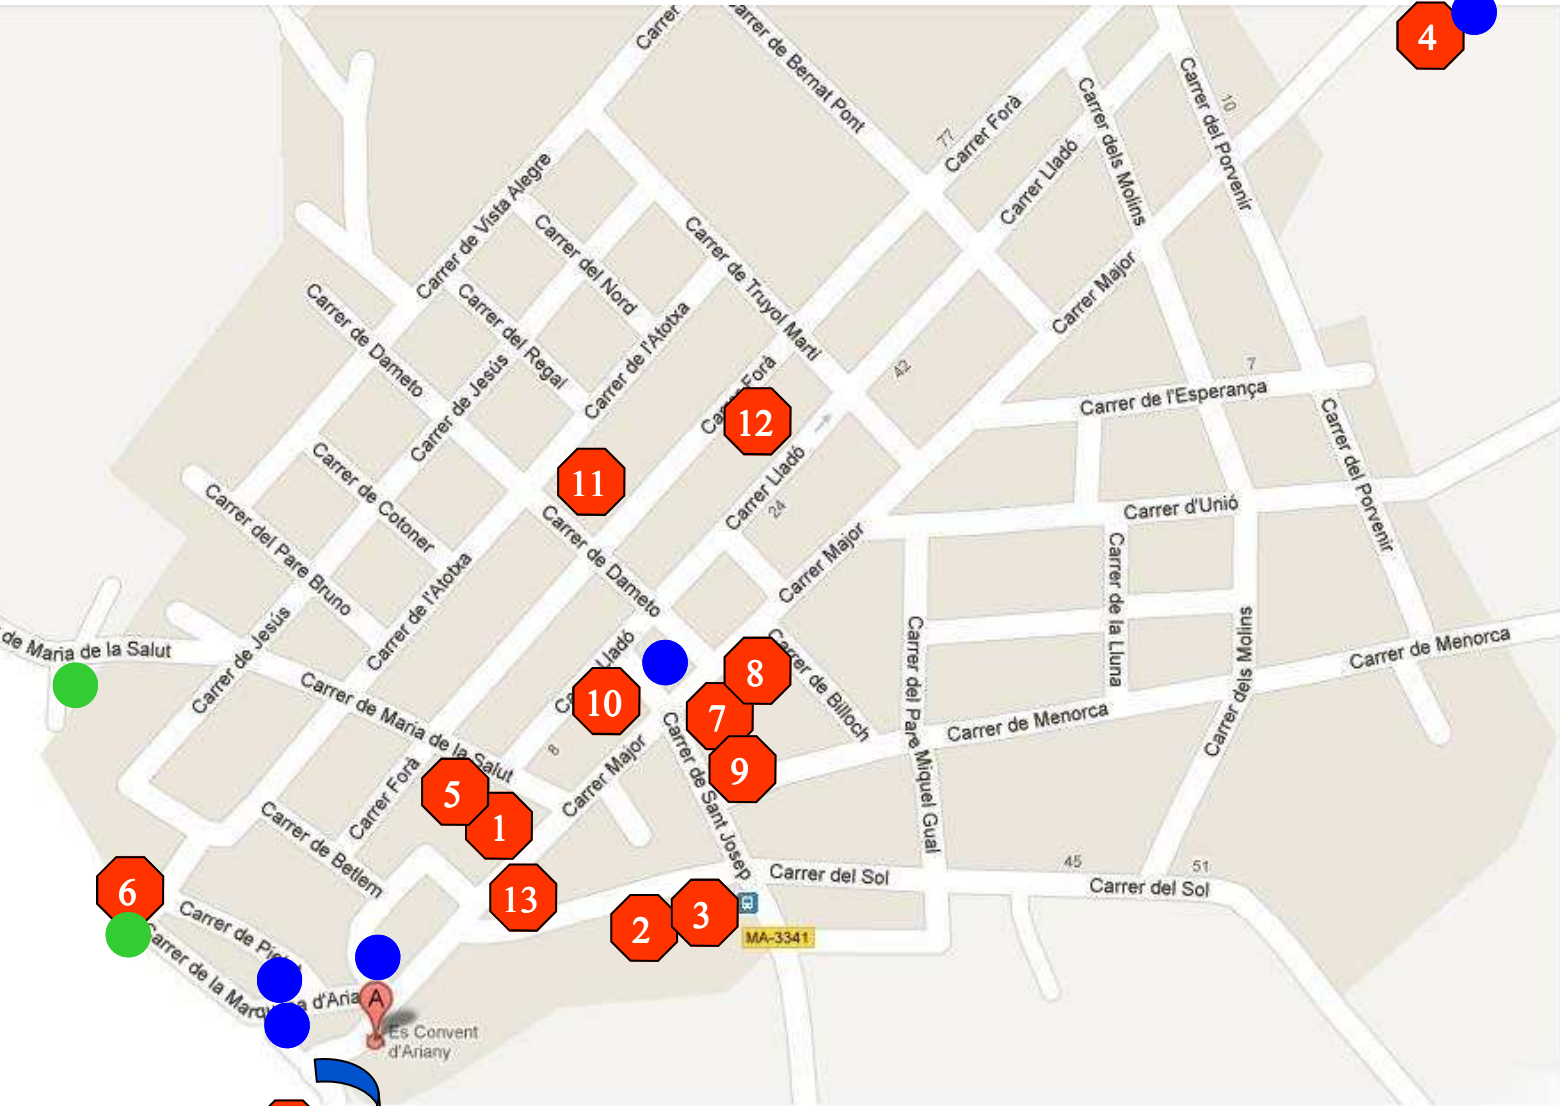 Carrer
Carrer de Bernat Pont
4
10
Carrer del Porvenir
77
Carrer Forà
Carrer dels Molins
Carrer Lladó
Carrer de Vista Alegre
Carrer del Nord
Carrer de Truyol Martí
Carrer Major
Carrer de Dameto
Carrer del Regal
Carrer de l'Atotxa
Carrer de Jesús
42
7
Carrer de l'Esperança
Carrer Forà
12
Carrer del Porvenir
Carrer de Cotoner
11
Carrer Lladó
24
Carrer d'Unió
Carrer del Pare Bruno
Carrer de Dameto
Carrer Major
Carrer de l'Atotxa
Carrer de la Lluna
Carrer dels Molins
de Maria de la Salut
Carrer de Jesús
Lladó
Carrer de Billoch
Carrer del Pare Miquel Gual
Carrer de Menorca
8
10
7
Carrer de Maria de la Salut
Carrer de Menorca
8
9
Carrer de Sant Josep
Carrer Major
Carrer Forà
5
1
Carrer de Betlem
6
13
Carrer del Sol
45
51
Carrer del Sol
2
3
MA-3341
Carrer de la
A
Es Convent
d'Ariany